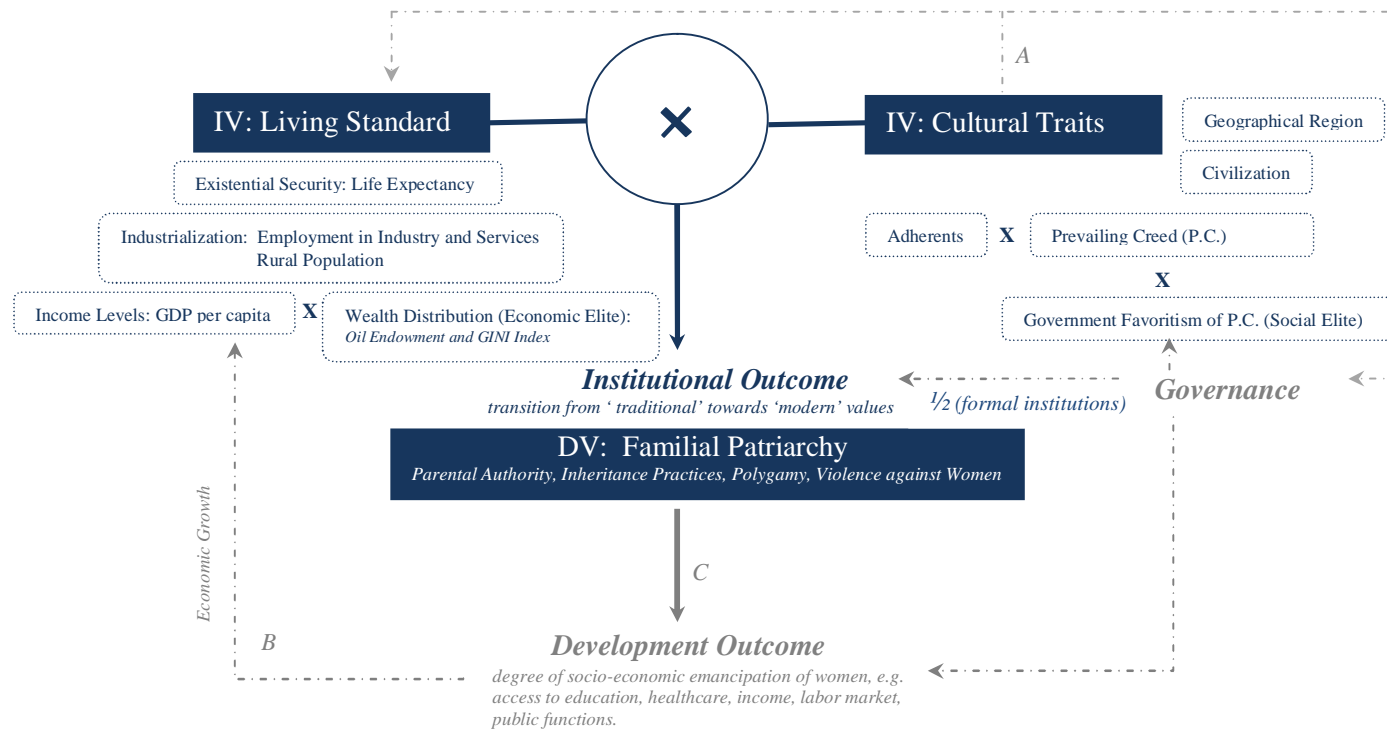 A
IV: Living Standard
×
IV: Cultural Traits
Geographical Region
Civilization
Existential Security: Life Expectancy
Industrialization:  Employment in Industry and Services
Rural Population
Adherents
X
Prevailing Creed (P.C.)
X
Income Levels: GDP per capita
X
Wealth Distribution (Economic Elite):
Oil Endowment and GINI Index
Government Favoritism of P.C. (Social Elite)
Institutional Outcome
transition from ‘ traditional’ towards ‘modern’ values
½ (formal institutions)
Governance
DV:  Familial Patriarchy
Parental Authority, Inheritance Practices, Polygamy, Violence against Women
Economic Growth
C
B
Development Outcome
degree of socio-economic emancipation of women, e.g.
access to education, healthcare, income, labor market,
public functions.